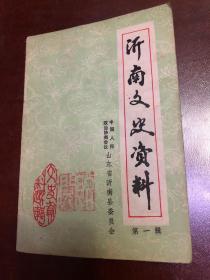 沂南文史资料
中国人民
政治协商会议
山东省沂南县委员会
第一辑